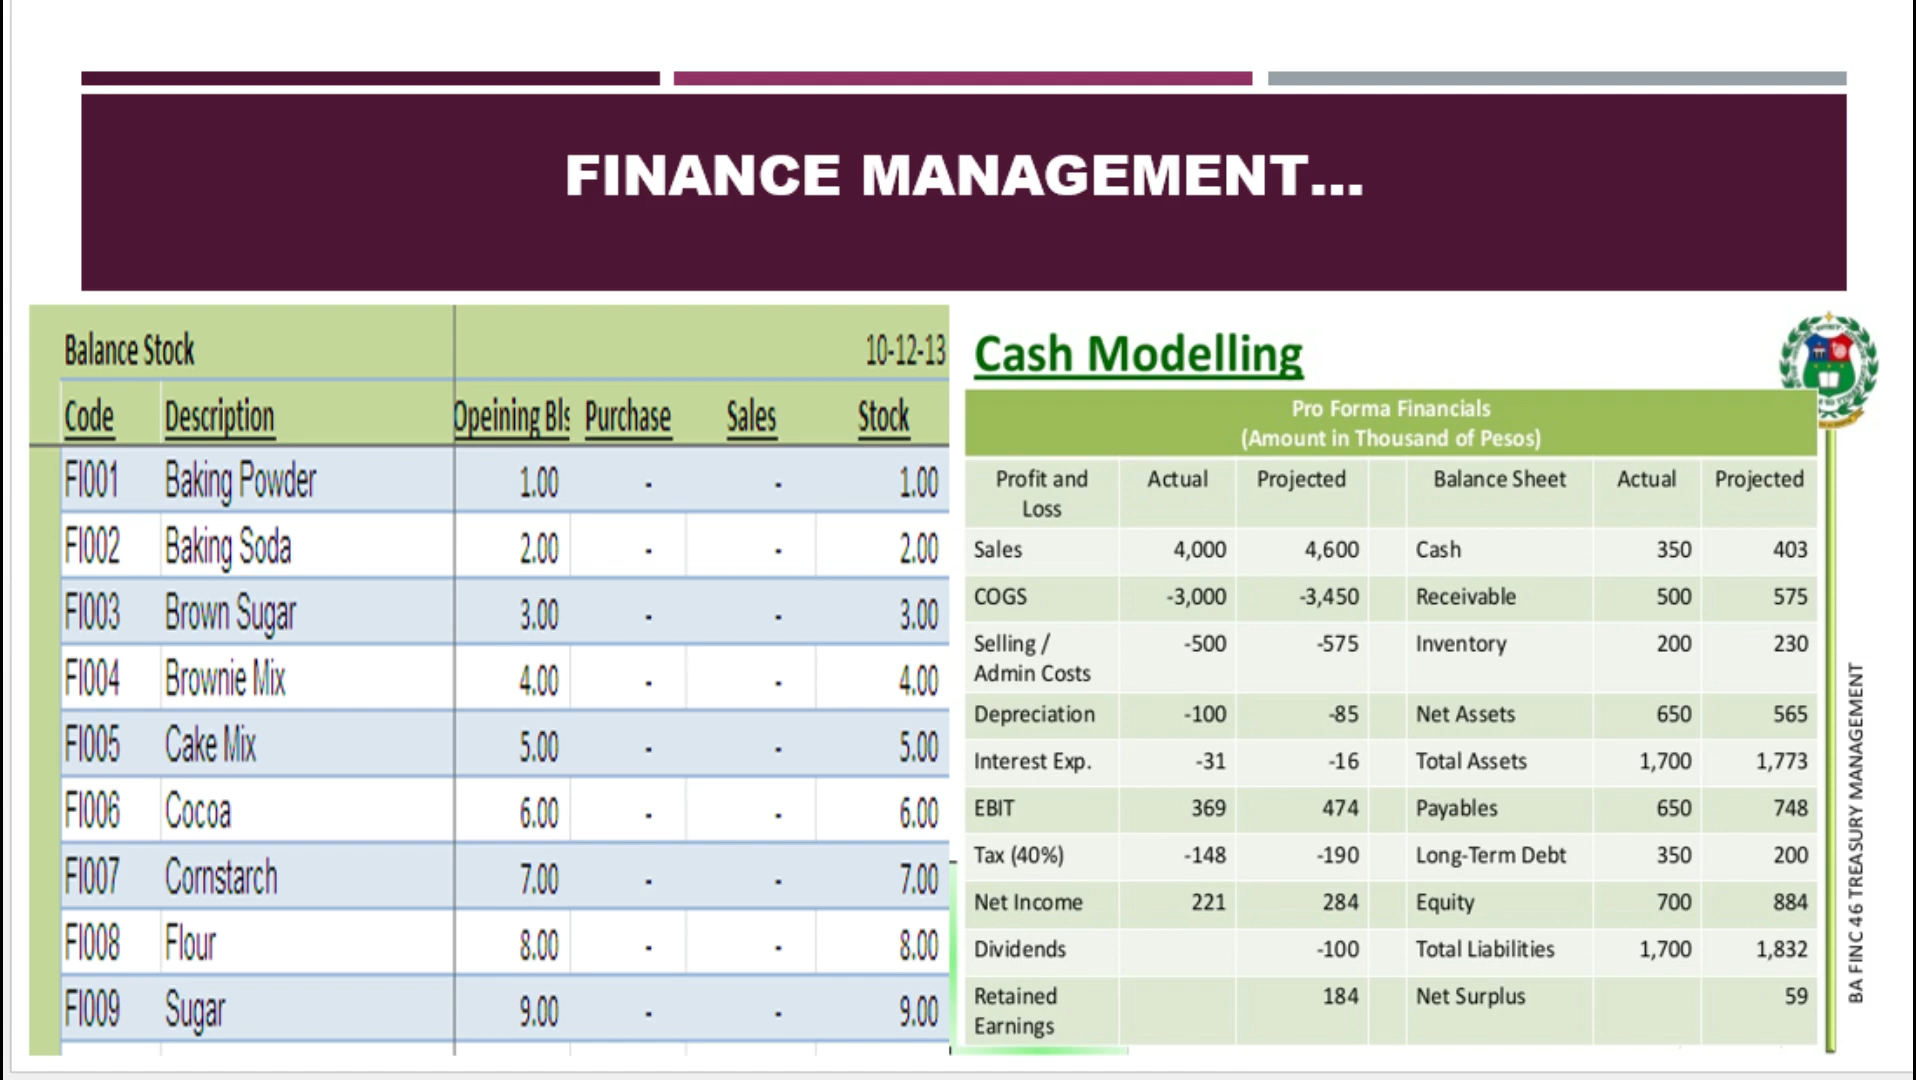 FINANCE MANAGEMENT...
Balance Stock 10-12-13
Code Description Opeining Bls Purchase Sales Stock
FI001 Baking Powder 1.00 - - 1.00
FI002 Baking Soda 2.00 - - 2.00
FI003 Brown Sugar 3.00 - - 3.00
FI004 Brownie Mix 4.00 - - 4.00
FI005 Cake Mix 5.00 - - 5.00
FI006 Cocoa 6.00 - - 6.00
FI007 Cornstarch 7.00 - - 7.00
FI008 Flour 8.00 - - 8.00
FI009 Sugar 9.00 - - 9.00
Cash Modelling
Pro Forma Financials
(Amount in Thousand of Pesos)
Profit and Loss Actual Projected Balance Sheet Actual Projected
Sales 4,000 4,600 Cash 350 403
COGS -3,000 -3,450 Receivable 500 575
Selling / Admin Costs -500 -575 Inventory 200 230
Depreciation -100 -85 Net Assets 650 565
Interest Exp. -31 -16 Total Assets 1,700 1,773
EBIT 369 474 Payables 650 748
Tax (40%) -148 -190 Long-Term Debt 350 200
Net Income 221 284 Equity 700 884
Dividends -100 Total Liabilities 1,700 1,832
Retained Earnings 184 Net Surplus 59
BA FINC 46 TREASURY MANAGEMENT